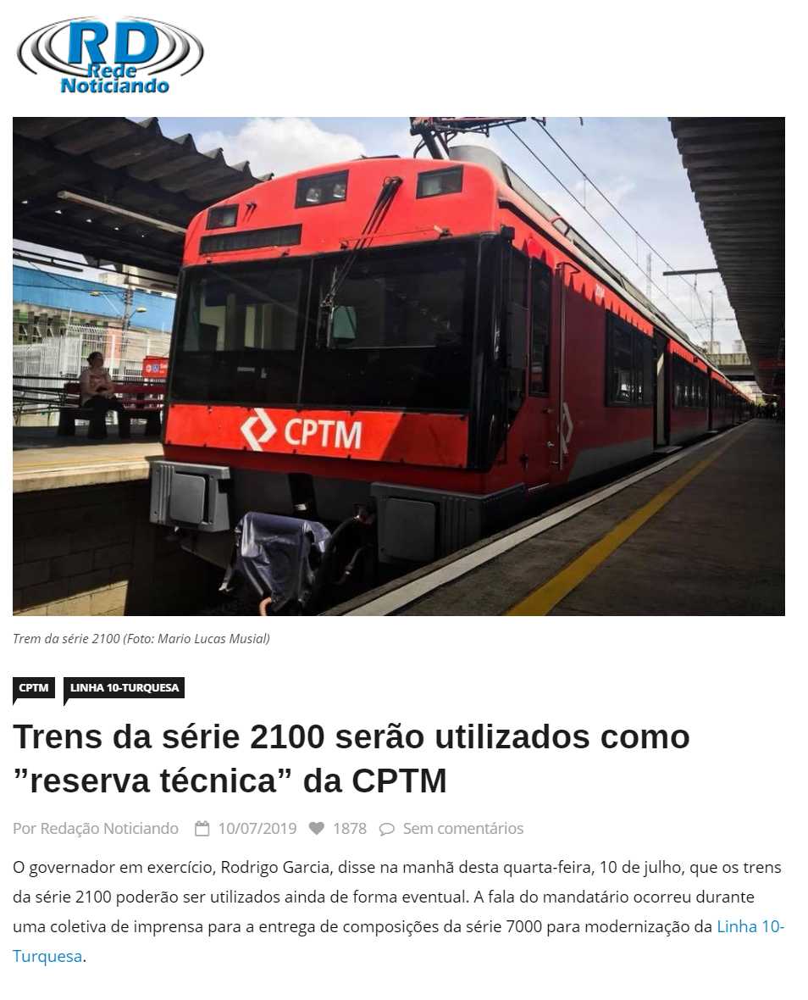 RD
Rede
Noticiando
CPTM
Trem da série 2100 (Foto: Mario Lucas Musial)
CPTM LINHA 10-TURQUESA
Trens da série 2100 serão utilizados como
”reserva técnica” da CPTM
Por Redação Noticiando 10/07/2019 1878 Sem comentários
O governador em exercício, Rodrigo Garcia, disse na manhã desta quarta-feira, 10 de julho, que os trens
da série 2100 poderão ser utilizados ainda de forma eventual. A fala do mandatário ocorreu durante
uma coletiva de imprensa para a entrega de composições da série 7000 para modernização da Linha 10-
Turquesa.